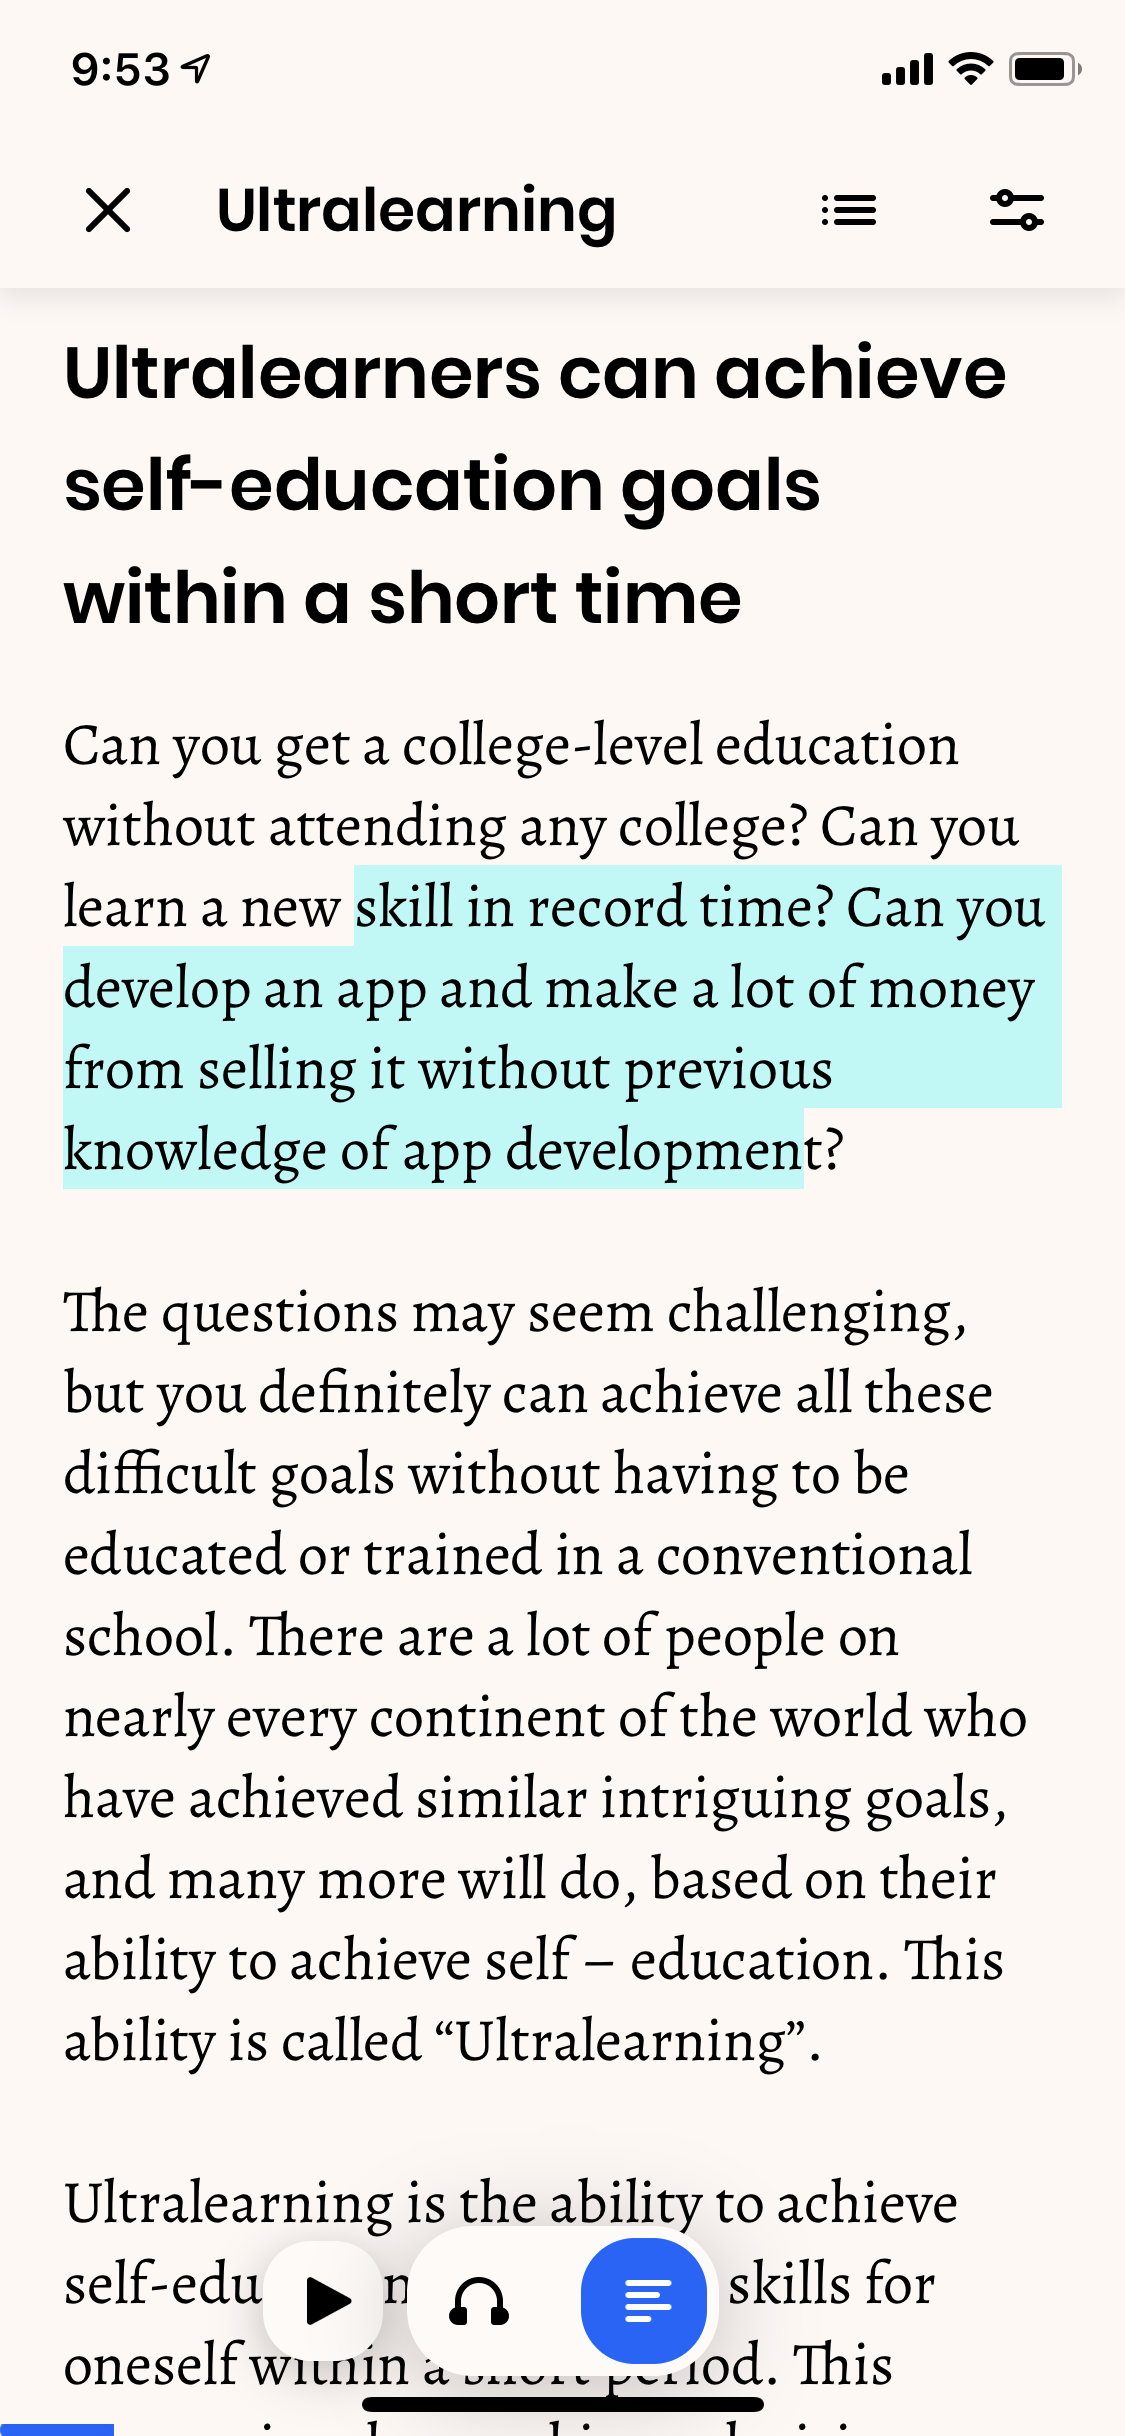 9:53
Ultralearning
Ultralearners can achieve
self-education goals
within a short time
Can you get a college-level education
without attending any college? Can you
learn a new skill in record time? Can you
develop an app and make a lot of money
from selling it without previous
knowledge of app development?
The questions may seem challenging,
but you definitely can achieve all these
difficult goals without having to be
educated or trained in a conventional
school. There are a lot of people on
nearly every continent of the world who
have achieved similar intriguing goals,
and many more will do, based on their
ability to achieve self – education. This
ability is called “Ultralearning”.
Ultralearning is the ability to achieve
skills for
oneself within a short period. This